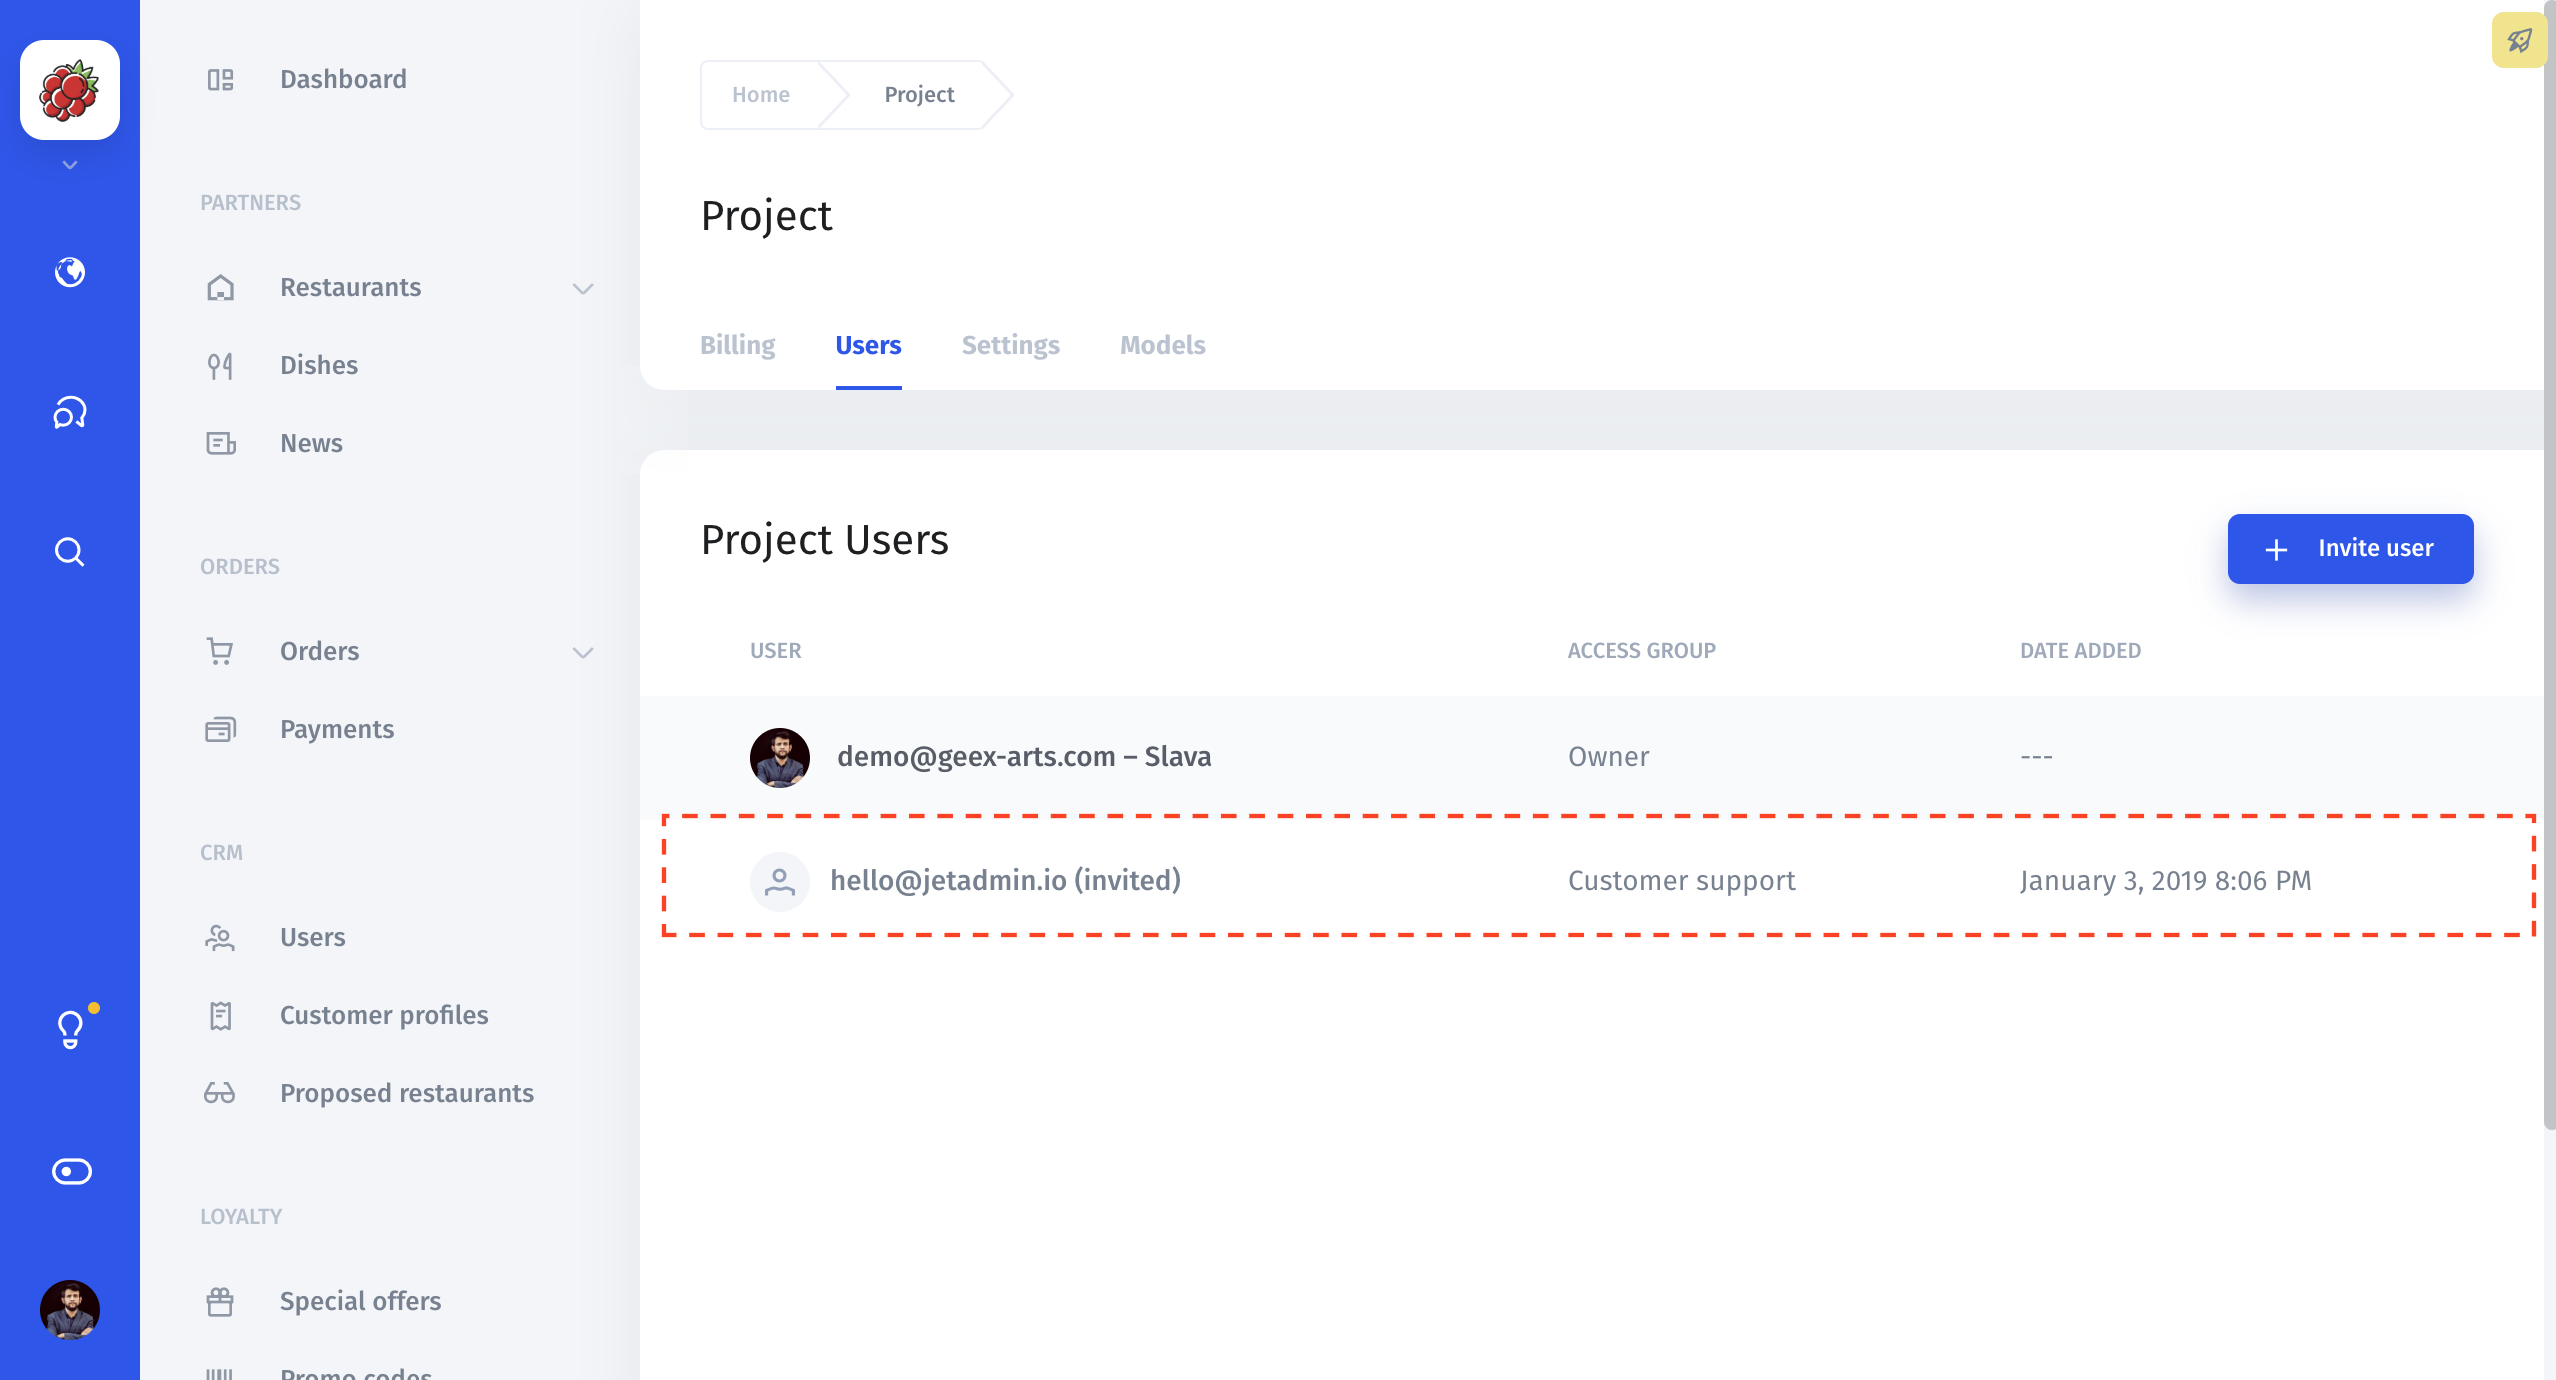 Dashboard
PARTNERS
Restaurants
Dishes
News
ORDERS
Orders
Payments
CRM
Users
Customer profiles
Proposed restaurants
LOYALTY
Special offers
Promo codes
Home Project
Project
Billing Users Settings Models
Project Users
Invite user
USER ACCESS GROUP DATE ADDED
demo@geex-arts.com – Slava Owner ---
hello@jetadmin.io (invited) Customer support January 3, 2019 8:06 PM